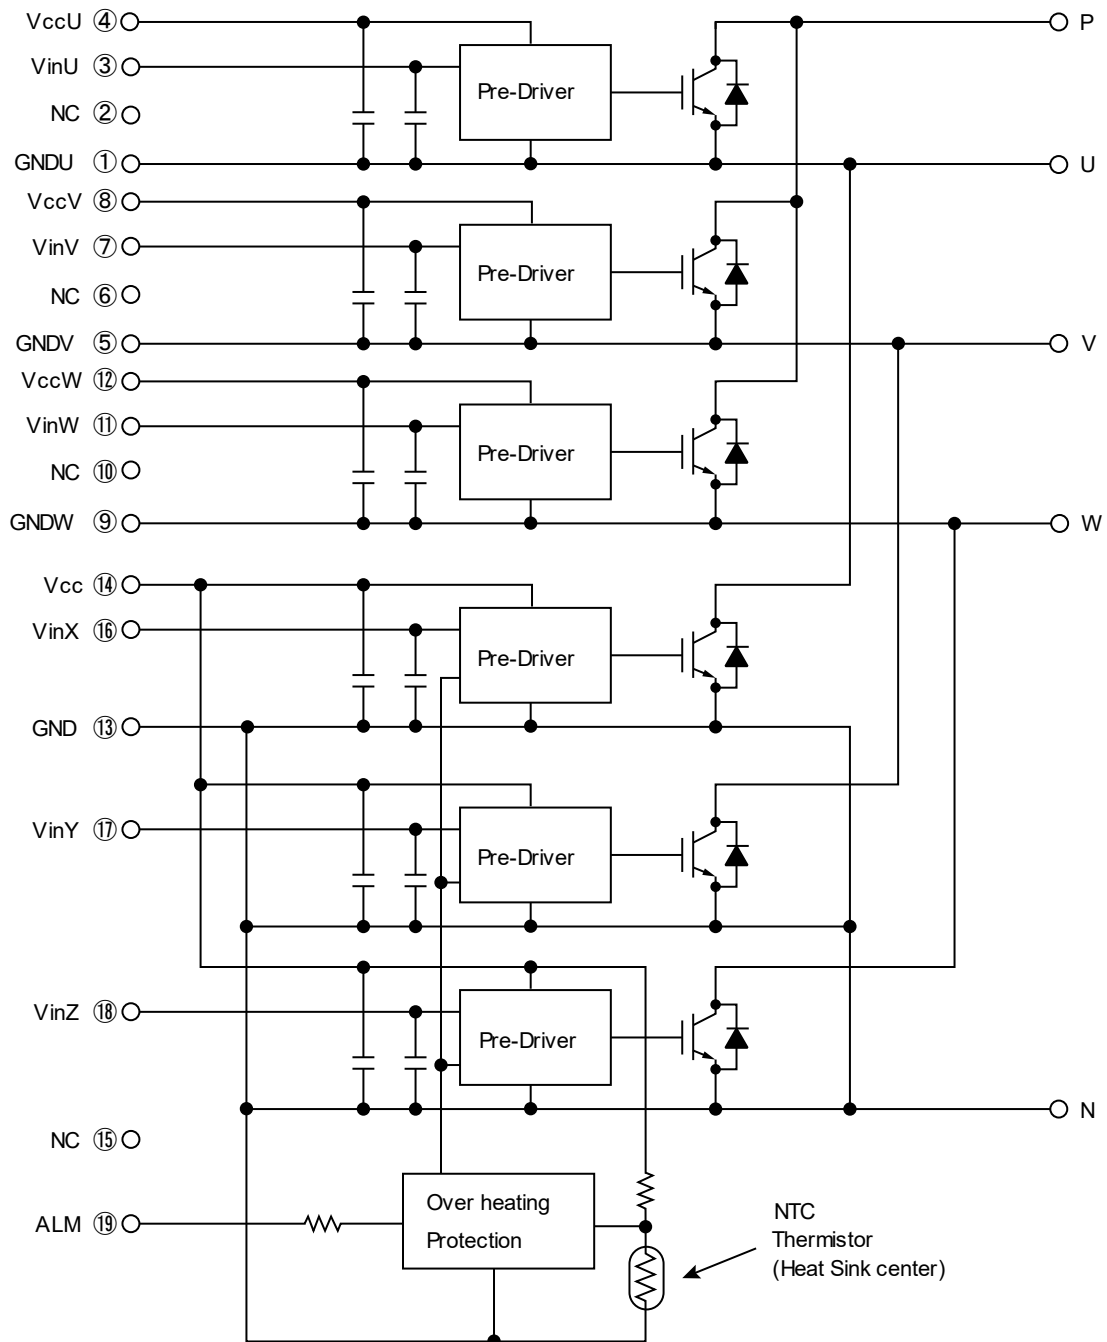 VccU ④ P
VinU ③
Pre-Driver
NC ②
GNDU ① U
VccV ⑧
VinV ⑦
Pre-Driver
NC ⑥
GNDV ⑤ V
VccW ⑫
VinW ⑪
Pre-Driver
NC ⑩
GNDW ⑨ W
Vcc ⑭
VinX ⑯
Pre-Driver
GND ⑬
VinY ⑰
Pre-Driver
VinZ ⑱
Pre-Driver
N
NC ⑮
ALM ⑲
Over heating
Protection
NTC
Thermistor
(Heat Sink center)